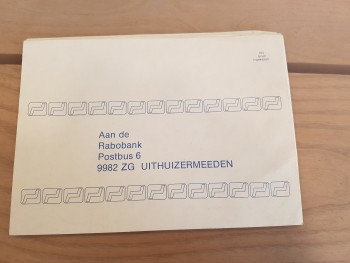 Aan de
Rabobank
Postbus 6
9982 ZG UITHUIZERMEEDEN